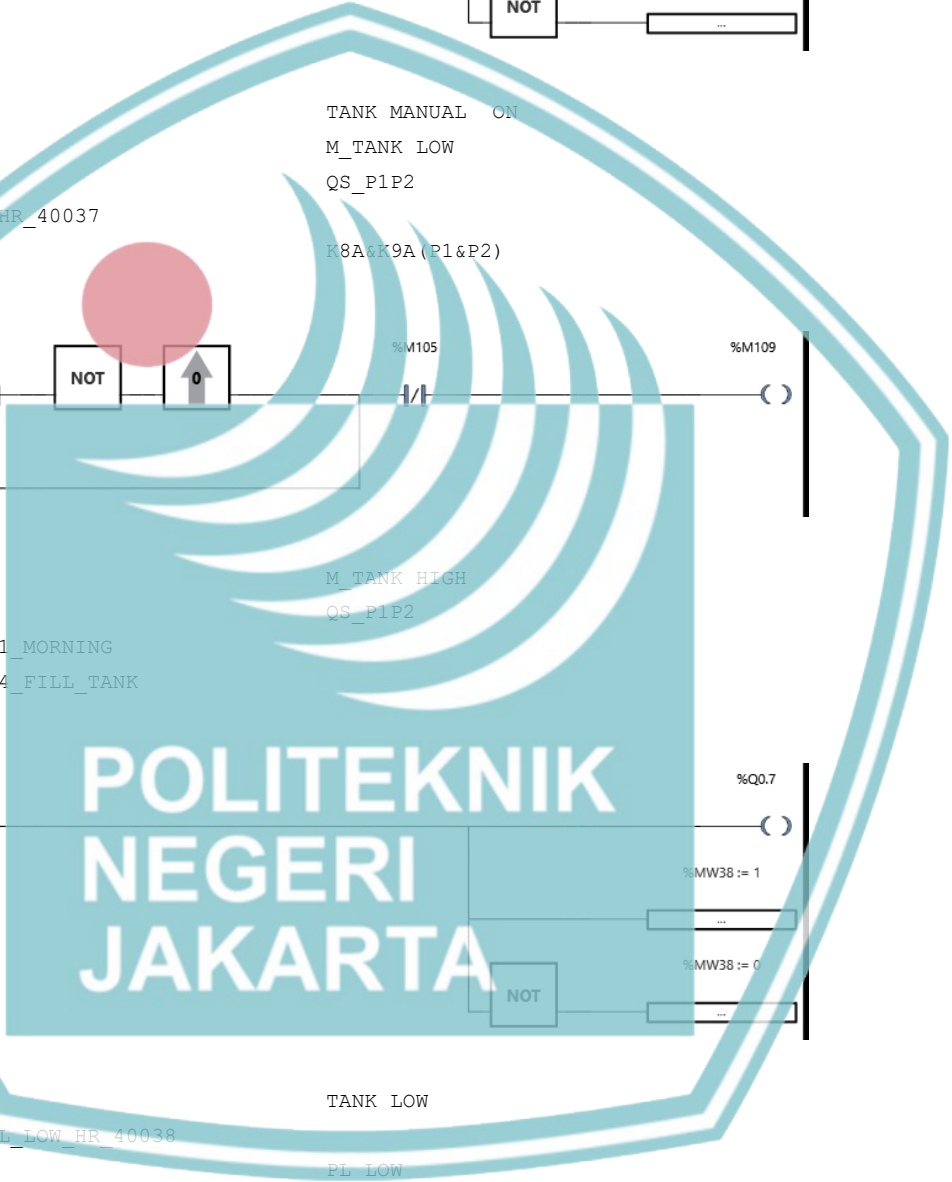 NOT
...
TANK MANUAL ON
M_TANK LOW
QS_P1P2
HR_40037
K8A&K9A(P1&P2)
%M105
%M109
NOT
0
/
( )
M_TANK HIGH
QS_P1P2
1_MORNING
4_FILL_TANK
POLITEKNIK
NEGERI
JAKARTA
%Q0.7
( )
%MW38 := 1
...
%MW38 := 0
NOT
...
TANK LOW
L_LOW_HR_40038
PL LOW